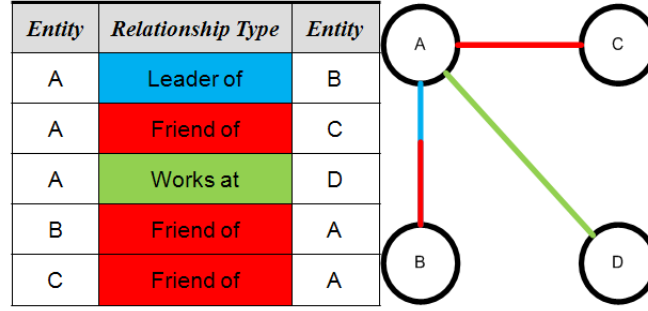 Entity Relationship Type Entity
A Leader of B
A Friend of C
A Works at D
B Friend of A
C Friend of A
A C
B D